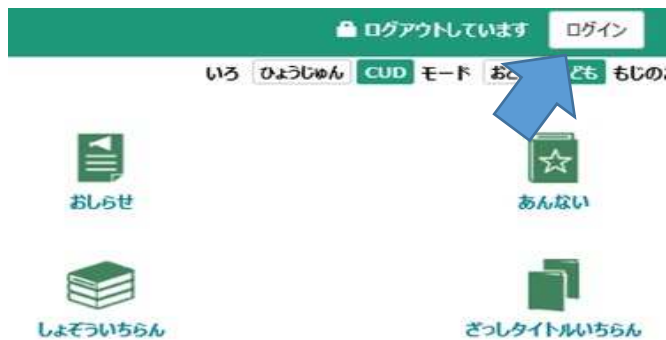 ログアウトしています ログイン
いろ ひょうじゅん CUD モード お ども もじの
おしらせ
あんない
しょぞういちらん
ざっしタイトルいちらん